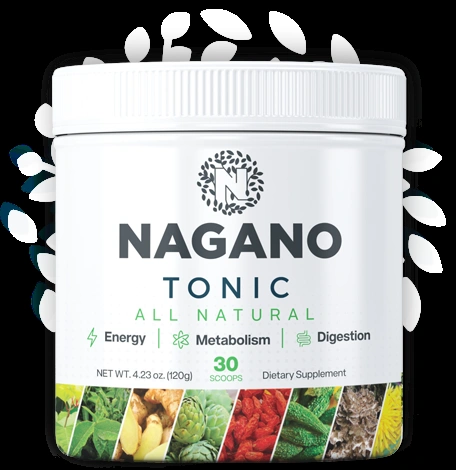 N
NAGANO
TONIC
ALL NATURAL
Energy | Metabolism | Digestion
NET WT. 4.23 oz. (120g) 30 SCOOPS Dietary Supplement